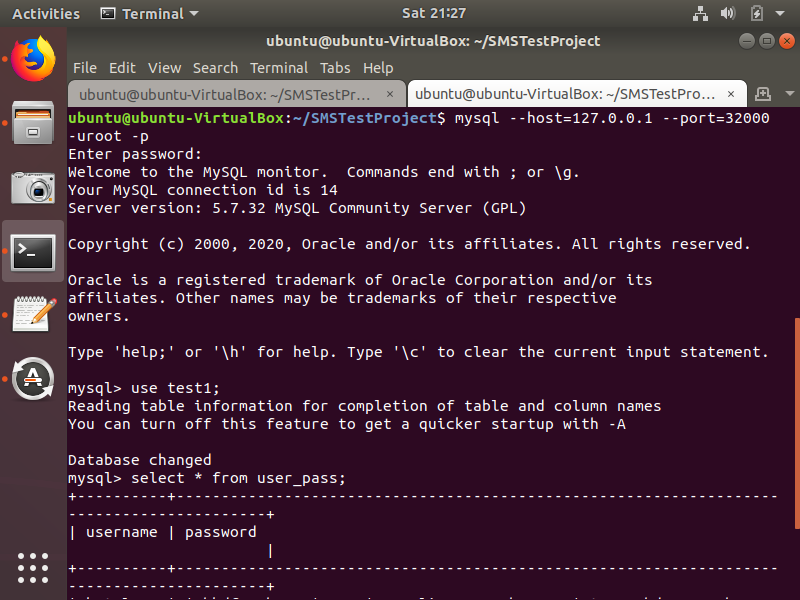 Activities Terminal Sat 21:27
ubuntu@ubuntu-VirtualBox: ~/SMSTestProject
File Edit View Search Terminal Tabs Help
ubuntu@ubuntu-VirtualBox: ~/SMSTestPr... × ubuntu@ubuntu-VirtualBox: ~/SMSTestPro... ×
ubuntu@ubuntu-VirtualBox:~/SMSTestProject$ mysql --host=127.0.0.1 --port=32000
-uroot -p
Enter password:
Welcome to the MySQL monitor.  Commands end with ; or \g.
Your MySQL connection id is 14
Server version: 5.7.32 MySQL Community Server (GPL)
Copyright (c) 2000, 2020, Oracle and/or its affiliates. All rights reserved.
Oracle is a registered trademark of Oracle Corporation and/or its
affiliates. Other names may be trademarks of their respective
owners.
Type 'help;' or '\h' for help. Type '\c' to clear the current input statement.
mysql> use test1;
Reading table information for completion of table and column names
You can turn off this feature to get a quicker startup with -A
Database changed
mysql> select * from user_pass;
+----------+-------------------------------------------------------------------
----------------------+
| username | password
                      |
+----------+-------------------------------------------------------------------
----------------------+